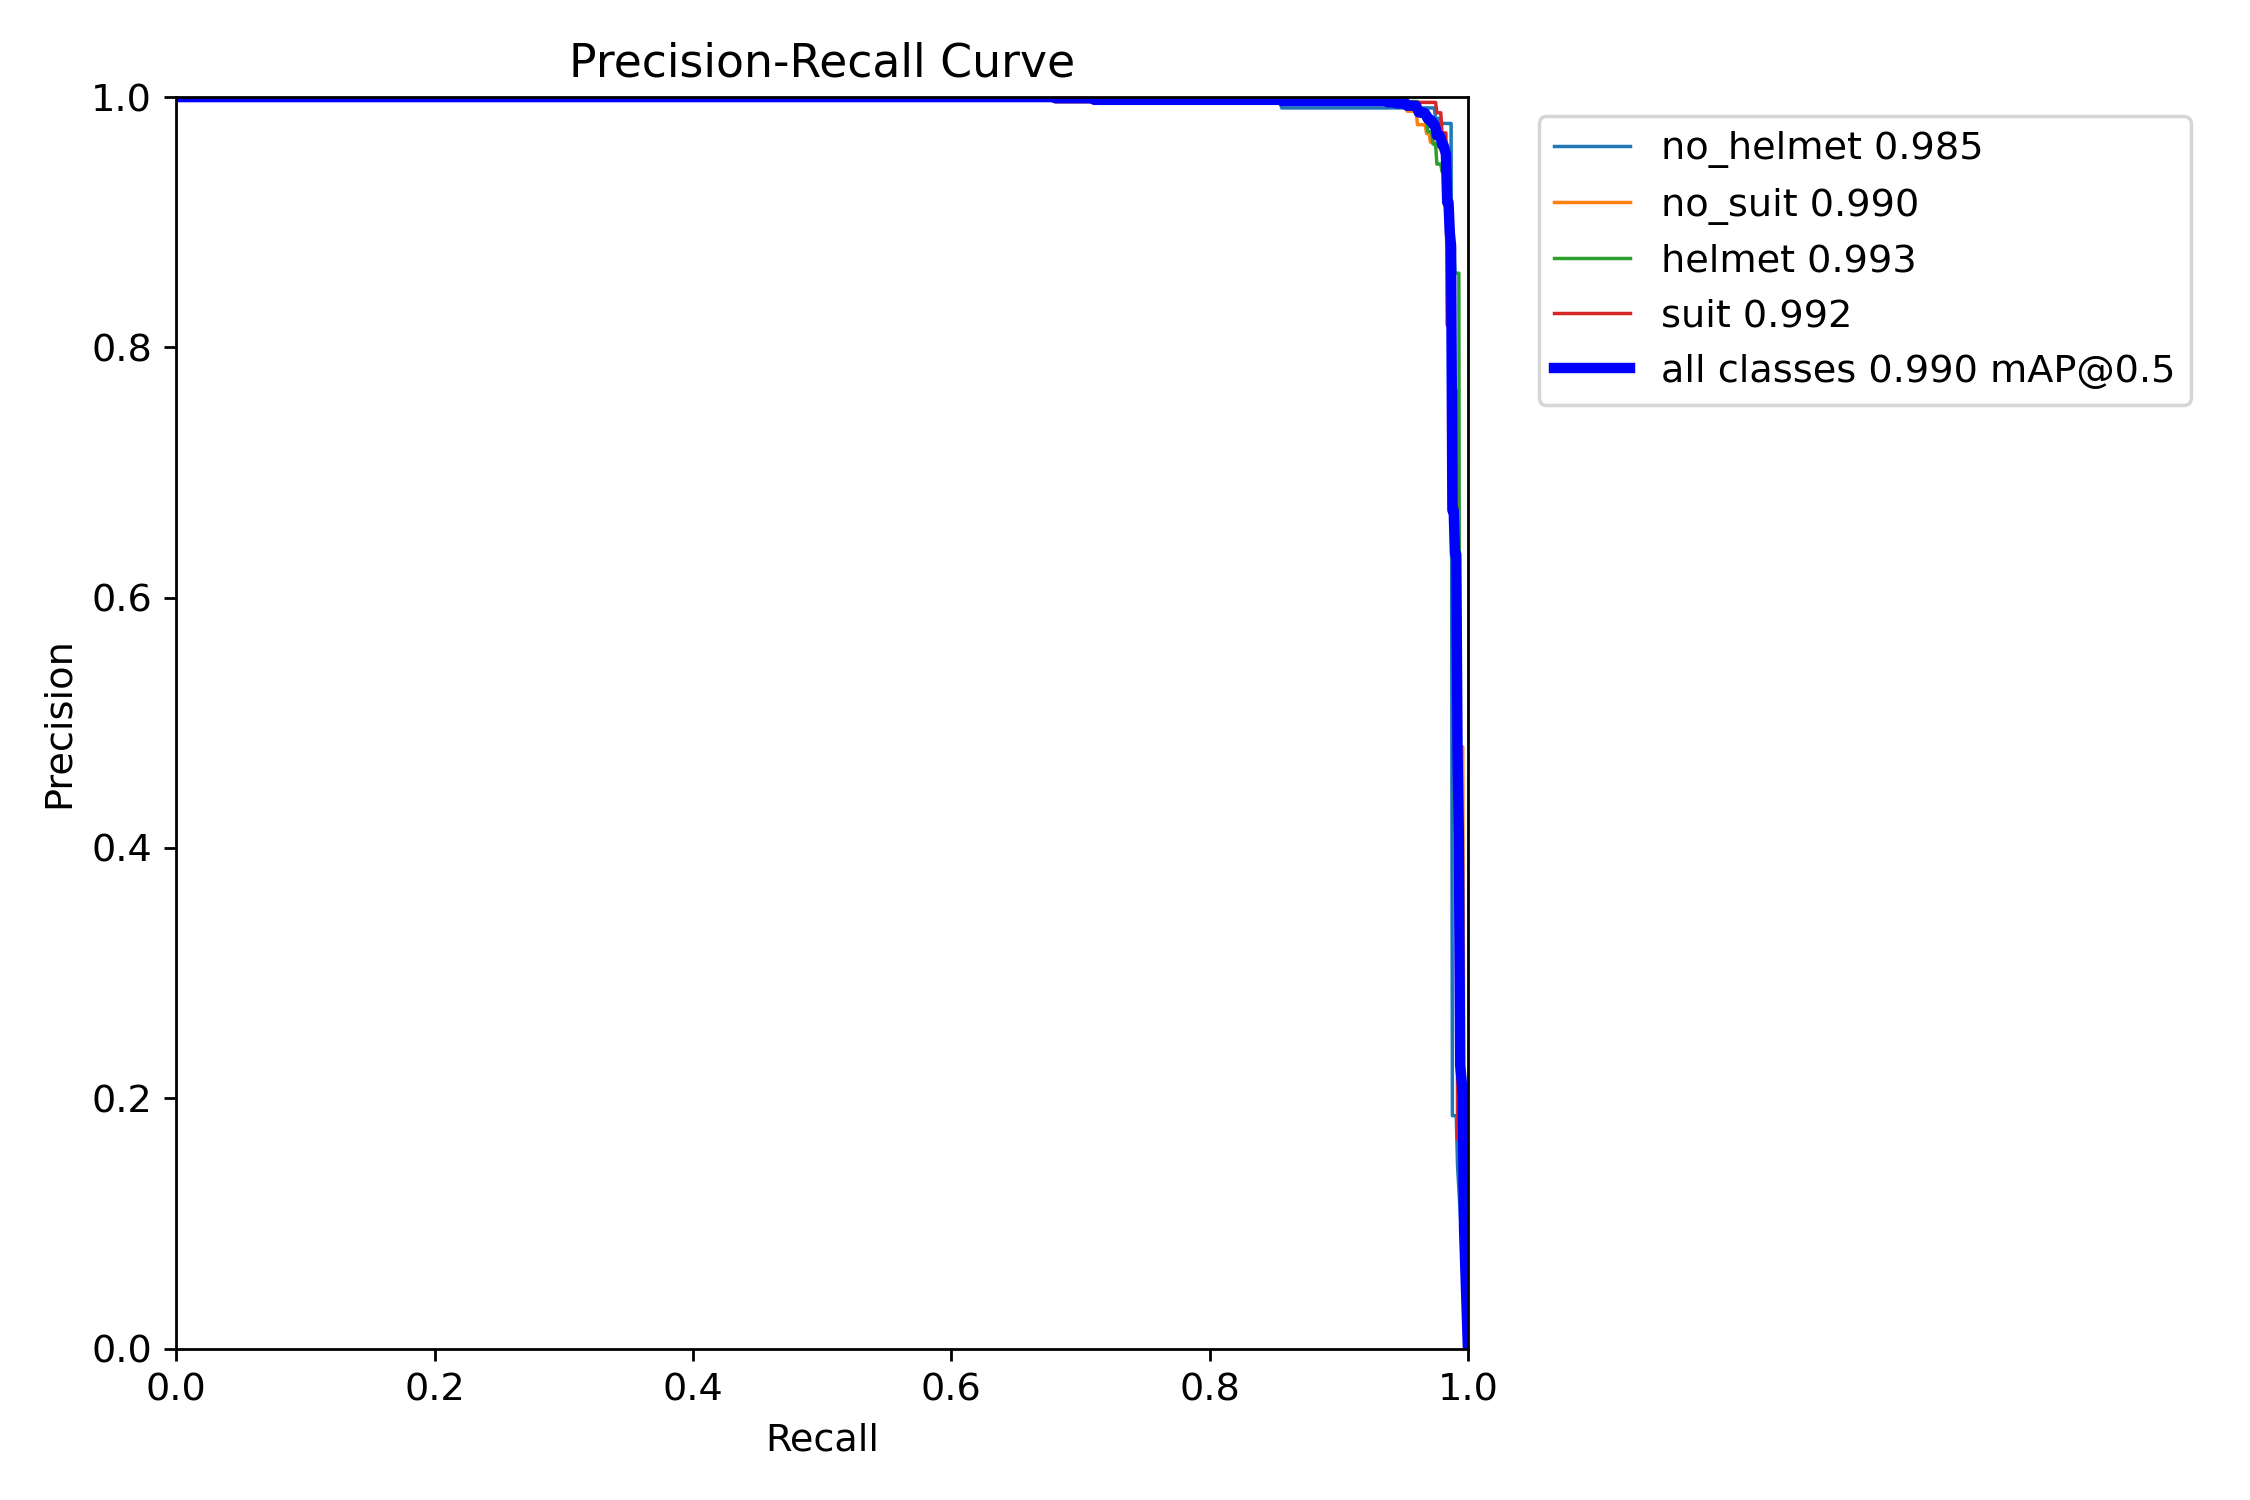 Precision-Recall Curve
1.0
0.8
0.6
0.4
0.2
0.0
Precision
0.0 0.2 0.4 0.6 0.8 1.0
Recall
no_helmet 0.985
no_suit 0.990
helmet 0.993
suit 0.992
all classes 0.990 mAP@0.5